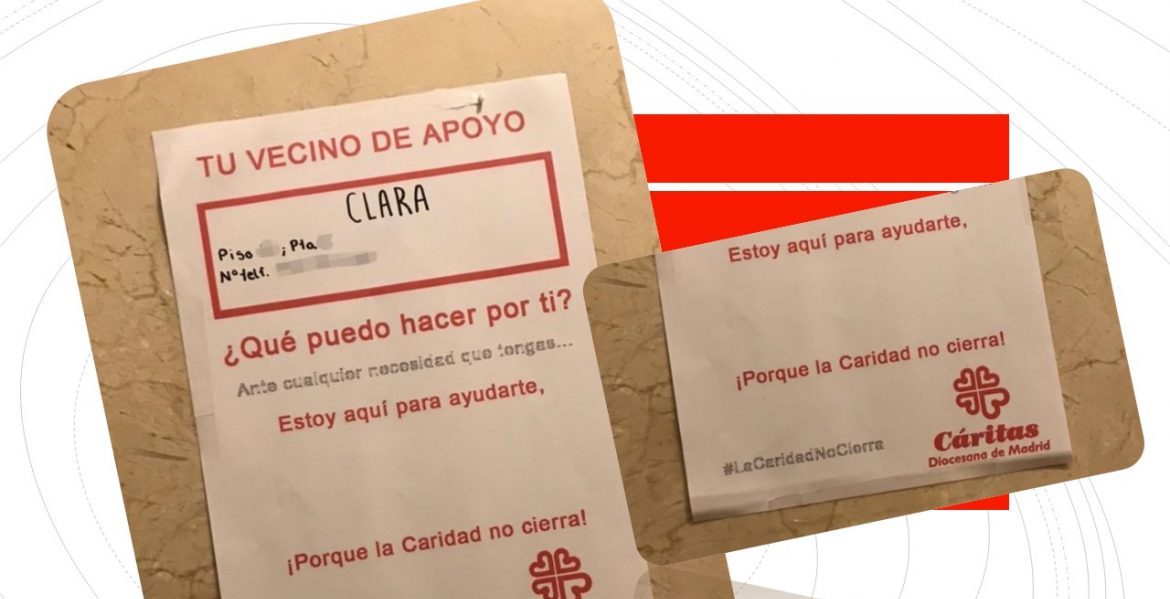 TU VECINO DE APOYO
CLARA
Piso ; Pta
Nº telf.
¿Qué puedo hacer por ti?
Ante cualquier necesidad que tengas...
Estoy aquí para ayudarte,
¡Porque la Caridad no cierra!
Estoy aquí para ayudarte,
¡Porque la Caridad no cierra!
#LaCaridadNoCierra
Cáritas
Diocesana de Madrid